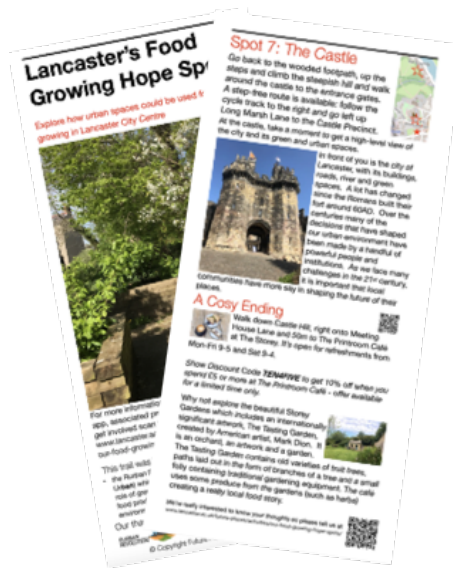 Lancaster's Food
Growing Hope
Explore how urban spaces could be used
growing in Lancaster City Centre
For more
app, associated
get involved scan
www.lancaster.
our-food-growing
This trail was
the Rurban
Urban) whi
role of
food
environ
Our
© Copyright
Spot 7: The Castle
Go back to the wooded footpath, up the
steps and climb the steepish hill and walk
around the castle to the entrance gates.
A step-free route is available: follow the
cycle track to the right and go left up
Long Marsh Lane to the Castle Precinct.
At the castle, take a moment to get a high-level view of
the city and its green and urban spaces.
In front of you is the city of
Lancaster, with its buildings,
roads, river and green
spaces. A lot has changed
since the Romans built their
fort around 60AD. Over the
centuries many of the
decisions that have shaped
our urban environment have
been made by a handful of
powerful people and
institutions. As we face many
challenges in the 21st century,
it is important that local
communities have more say in shaping the future of their
places.
A Cosy Ending
Walk down Castle Hill, right onto Meeting
House Lane and 50m to The Printroom Café
at The Storey. It's open for refreshments from
Mon-Fri 9-5 and Sat 9-4.
Show Discount Code TEN4FIVE to get 10% off when you
spend £5 or more at The Printroom Café - offer available
for a limited time only.
Why not explore the beautiful Storey
Gardens which includes an internationally
significant artwork, The Tasting Garden,
created by American artist, Mark Dion. It
is an orchard, an artwork and a garden.
The Tasting Garden contains old varieties of fruit trees,
paths laid out in the form of branches of a tree and a small
folly containing traditional gardening equipment. The café
uses some produce from the gardens (such as herbs)
creating a really local food story.
We're really interested to know your thoughts so please tell us at